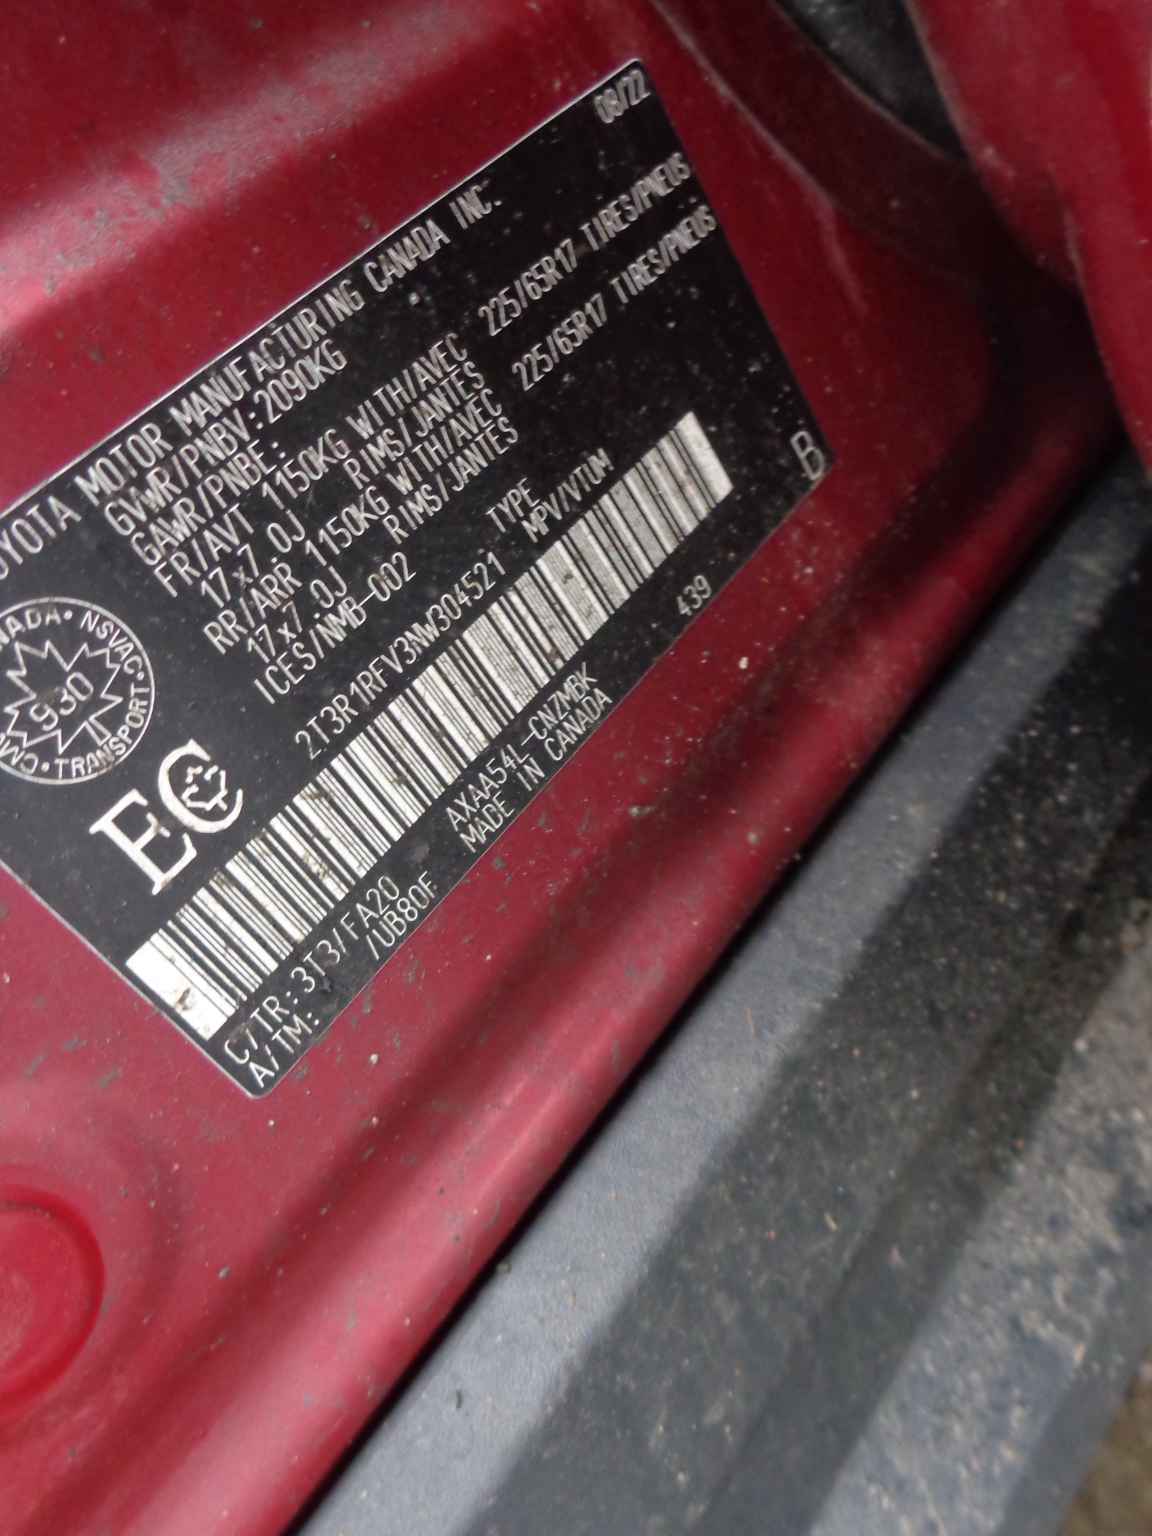 08/22
TOYOTA MOTOR MANUFACTURING CANADA INC.
GVWR/PNBV:2090KG
GAWR/PNBE:
FR/AVT 1150KG WITH/AVEC 225/65R17 TIRES/PNEUS
17x7.0J RIMS/JANTES
RR/ARR 1150KG WITH/AVEC 225/65R17 TIRES/PNEUS
17x7.0J RIMS/JANTES
ICES/NMB-002
TYPE
2T3R1RFV3NW304521 MPV/VTUM
CANADA • NSVAC • TRANSPORT • CMVSS
930
EC
B
C/TR:3T3/FA20 AXAA54L-CNZMBK 439
A/TM: /UB80F MADE IN CANADA